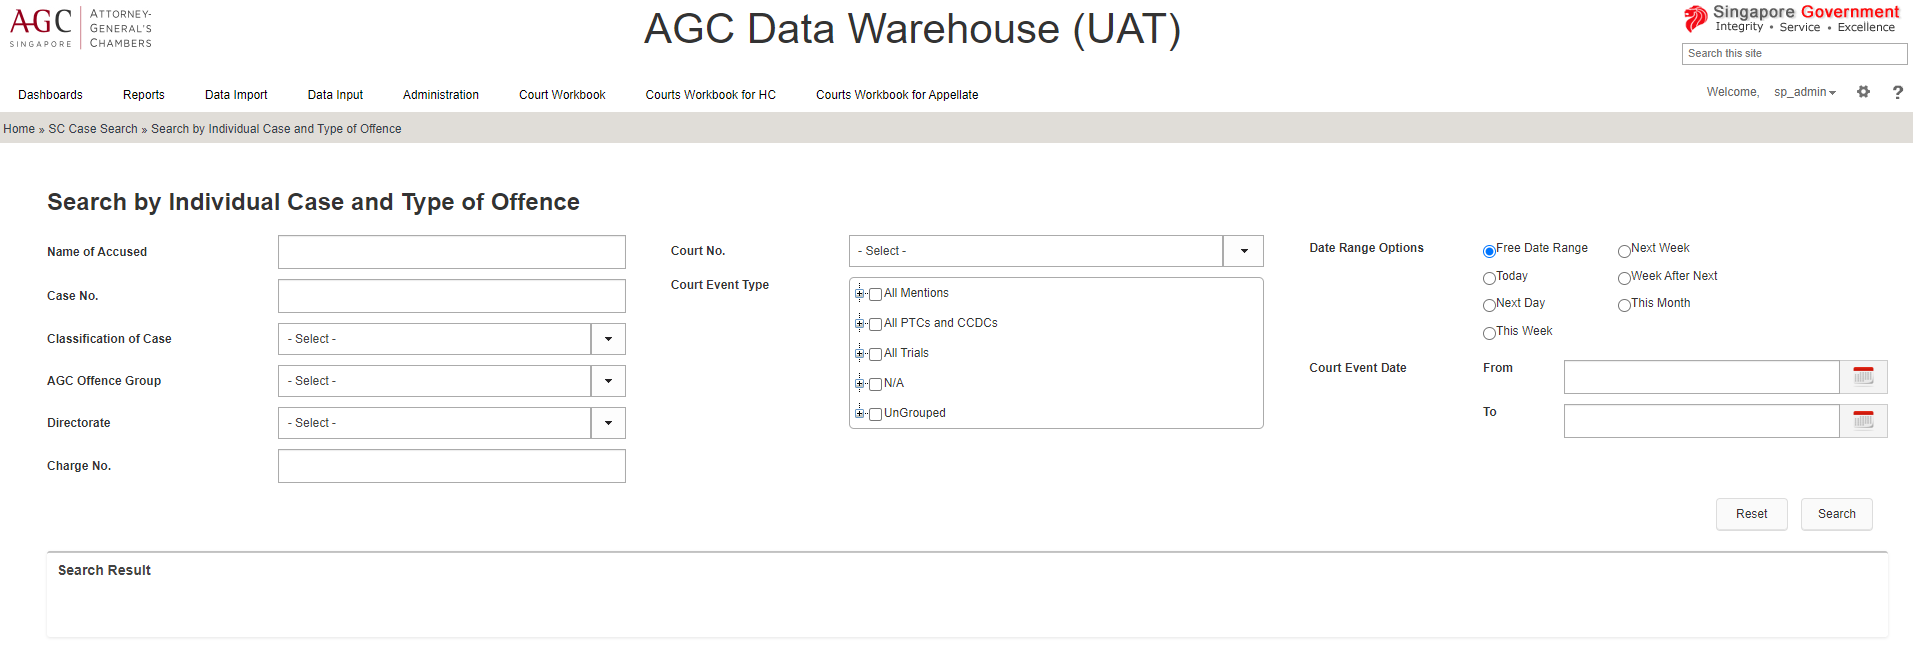 AGC
SINGAPORE
ATTORNEY-
GENERAL'S
CHAMBERS
AGC Data Warehouse (UAT)
Singapore Government
Integrity • Service • Excellence
Search this site
Dashboards Reports Data Import Data Input Administration Court Workbook Courts Workbook for HC Courts Workbook for Appellate
Welcome, sp_admin ?
Home » SC Case Search » Search by Individual Case and Type of Offence
Search by Individual Case and Type of Offence
Name of Accused
Case No.
Classification of Case - Select -
AGC Offence Group - Select -
Directorate - Select -
Charge No.
Court No. - Select -
Court Event Type
All Mentions
All PTCs and CCDCs
All Trials
N/A
UnGrouped
Date Range Options
Free Date Range Next Week
Today Week After Next
Next Day This Month
This Week
Court Event Date From
To
Reset Search
Search Result